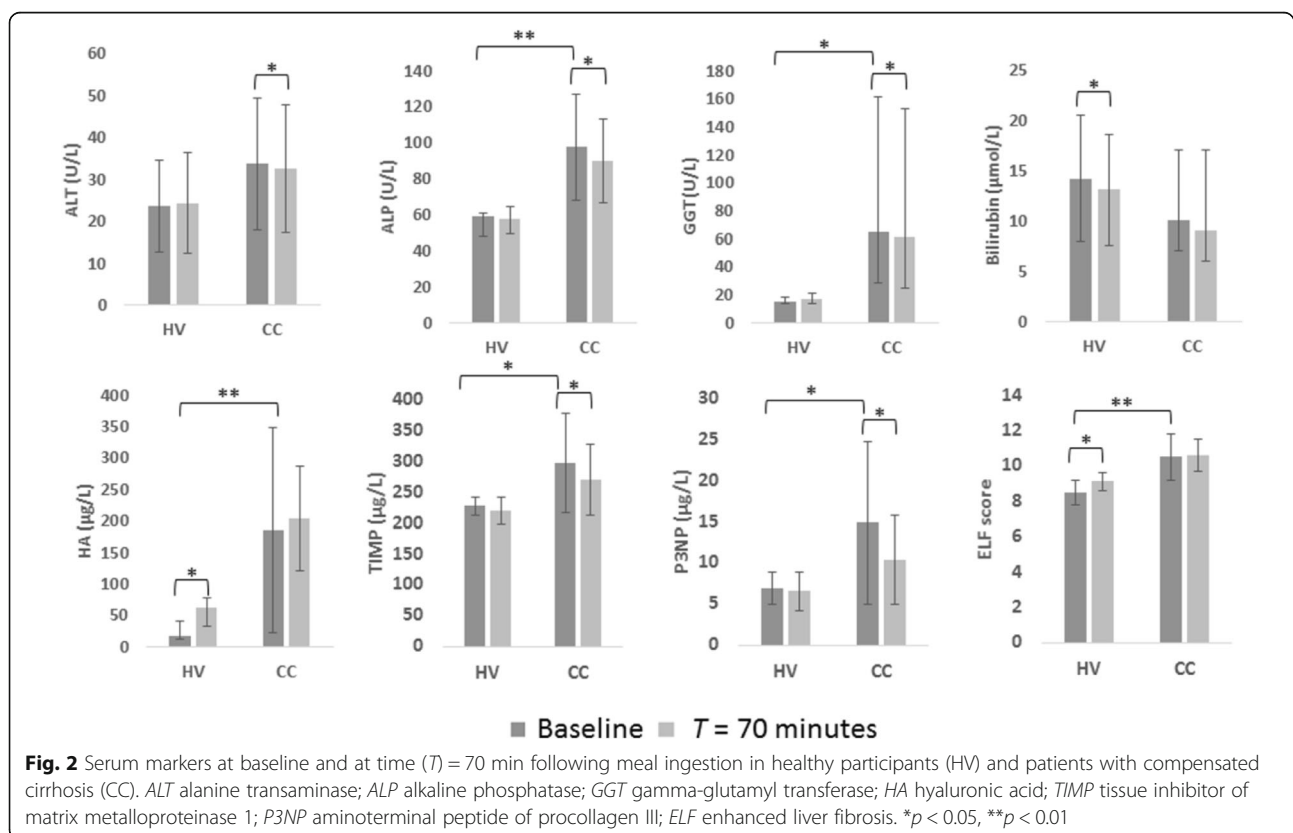 60
50
40
30
20
10
0
ALT (U/L)
*
HV
CC
140
120
100
80
60
40
20
0
ALP (U/L)
**
*
HV
CC
180
160
140
120
100
80
60
40
20
0
GGT(U/L)
*
*
HV
CC
25
20
15
10
5
0
Bilirubin (µmol/L)
*
HV
CC
400
350
300
250
200
150
100
50
0
HA (µg/L)
**
*
HV
CC
400
350
300
250
200
150
100
50
0
TIMP (µg/L)
*
*
HV
CC
30
25
20
15
10
5
0
P3NP (µg/L)
*
*
HV
CC
14
12
10
8
6
4
2
0
ELF score
**
*
HV
CC
Baseline T = 70 minutes
Fig. 2 Serum markers at baseline and at time (T) = 70 min following meal ingestion in healthy participants (HV) and patients with compensated
cirrhosis (CC). ALT alanine transaminase; ALP alkaline phosphatase; GGT gamma-glutamyl transferase; HA hyaluronic acid; TIMP tissue inhibitor of
matrix metalloproteinase 1; P3NP aminoterminal peptide of procollagen III; ELF enhanced liver fibrosis. *p < 0.05, **p < 0.01